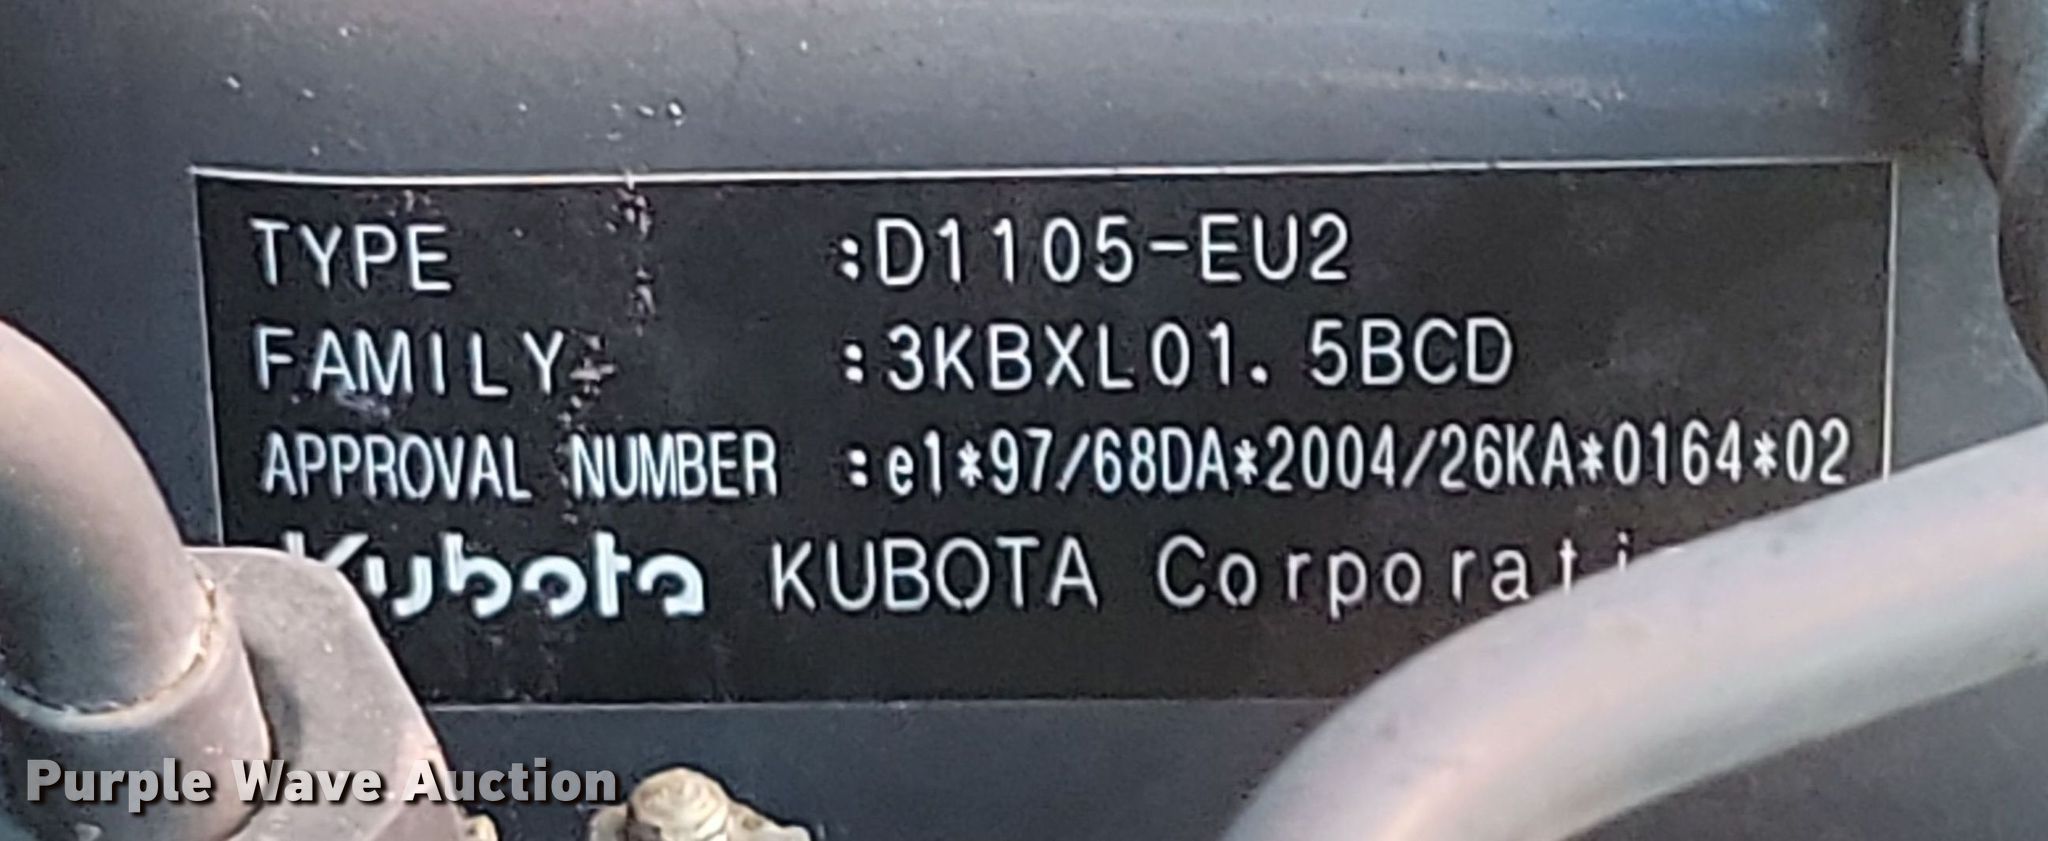 TYPE :D1105-EU2
FAMILY :3KBXL01.5BCD
APPROVAL NUMBER :e1*97/68DA*2004/26KA*0164*02
Kubota KUBOTA Corporati
Purple Wave Auction